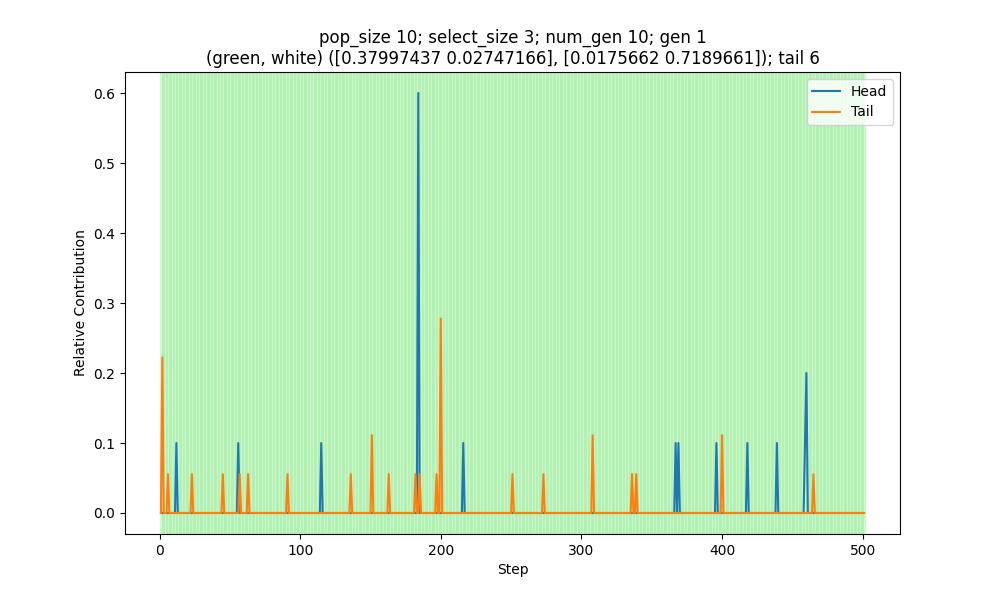 pop_size 10; select_size 3; num_gen 10; gen 1
(green, white) ([0.37997437 0.02747166], [0.0175662 0.7189661]); tail 6
Head
Tail
0.6
0.5
0.4
0.3
0.2
0.1
0.0
Relative Contribution
0
100
200
300
400
500
Step